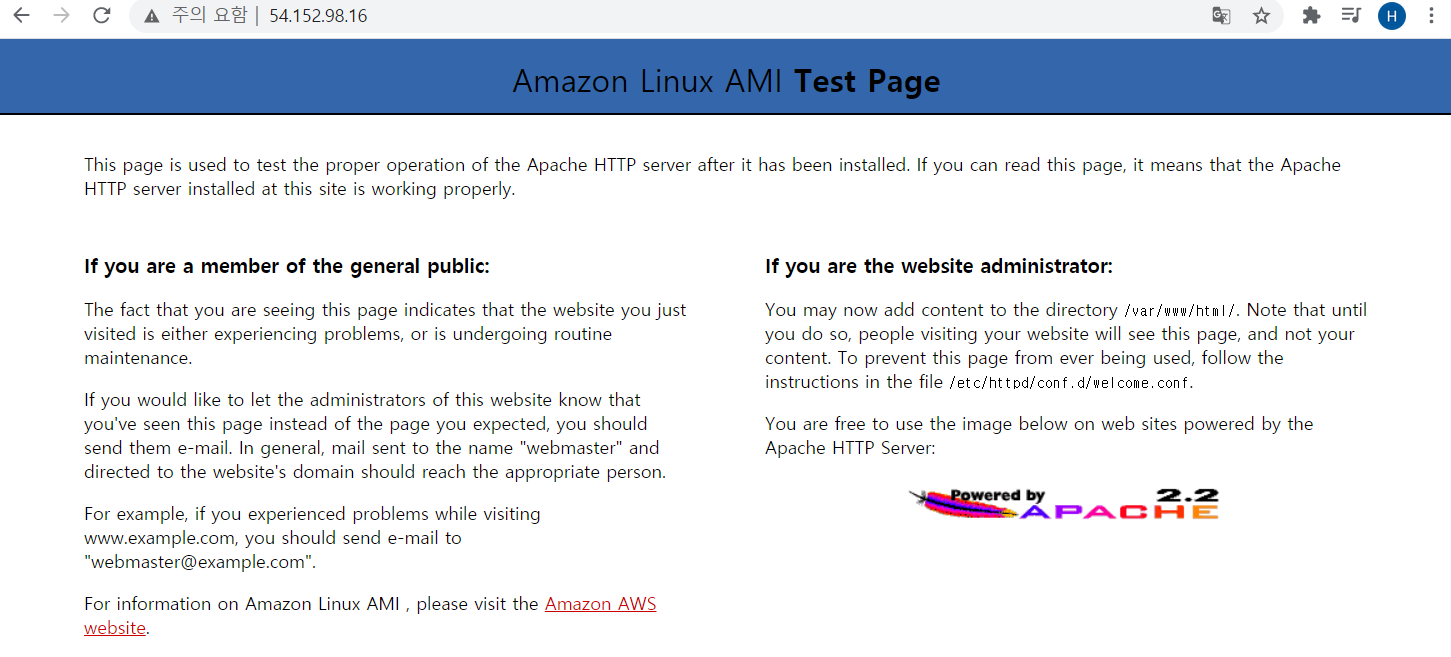 주의 요함 | 54.152.98.16
H
Amazon Linux AMI Test Page
This page is used to test the proper operation of the Apache HTTP server after it has been installed. If you can read this page, it means that the Apache
HTTP server installed at this site is working properly.
If you are a member of the general public:
The fact that you are seeing this page indicates that the website you just
visited is either experiencing problems, or is undergoing routine
maintenance.
If you would like to let the administrators of this website know that
you've seen this page instead of the page you expected, you should
send them e-mail. In general, mail sent to the name "webmaster" and
directed to the website's domain should reach the appropriate person.
For example, if you experienced problems while visiting
www.example.com, you should send e-mail to
"webmaster@example.com".
For information on Amazon Linux AMI , please visit the Amazon AWS
website.
If you are the website administrator:
You may now add content to the directory /var/www/html/. Note that until
you do so, people visiting your website will see this page, and not your
content. To prevent this page from ever being used, follow the
instructions in the file /etc/httpd/conf.d/welcome.conf.
You are free to use the image below on web sites powered by the
Apache HTTP Server:
Powered by 2.2
APACHE